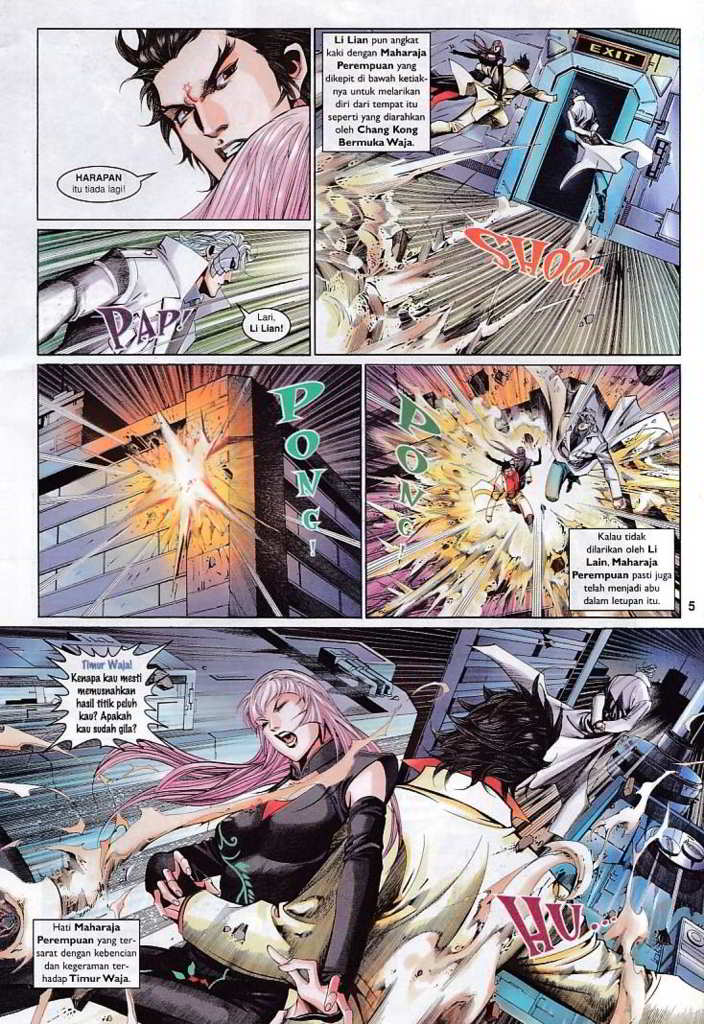 HARAPAN
itu tiada lagi!
Li Lian pun angkat
kaki dengan Maharaja
Perempuan yang
dikepit di bawah ketiak-
nya untuk melarikan
diri dari tempat itu
seperti yang diarahkan
oleh Chang Kong
Bermuka Waja.
EXIT
SHOO!
PAP!
Lari,
Li Lian!
PONG!
PONG!
Kalau tidak
dilarikan oleh Li
Lain, Maharaja
Perempuan pasti juga
telah menjadi abu
dalam letupan itu.
5
Timur Waja!
Kenapa kau mesti
memusnahkan
hasil titik peluh
kau? Apakah
kau sudah gila?
HU...
Hati Maharaja
Perempuan yang ter-
sarat dengan kebencian
dan kegeraman ter-
hadap Timur Waja.